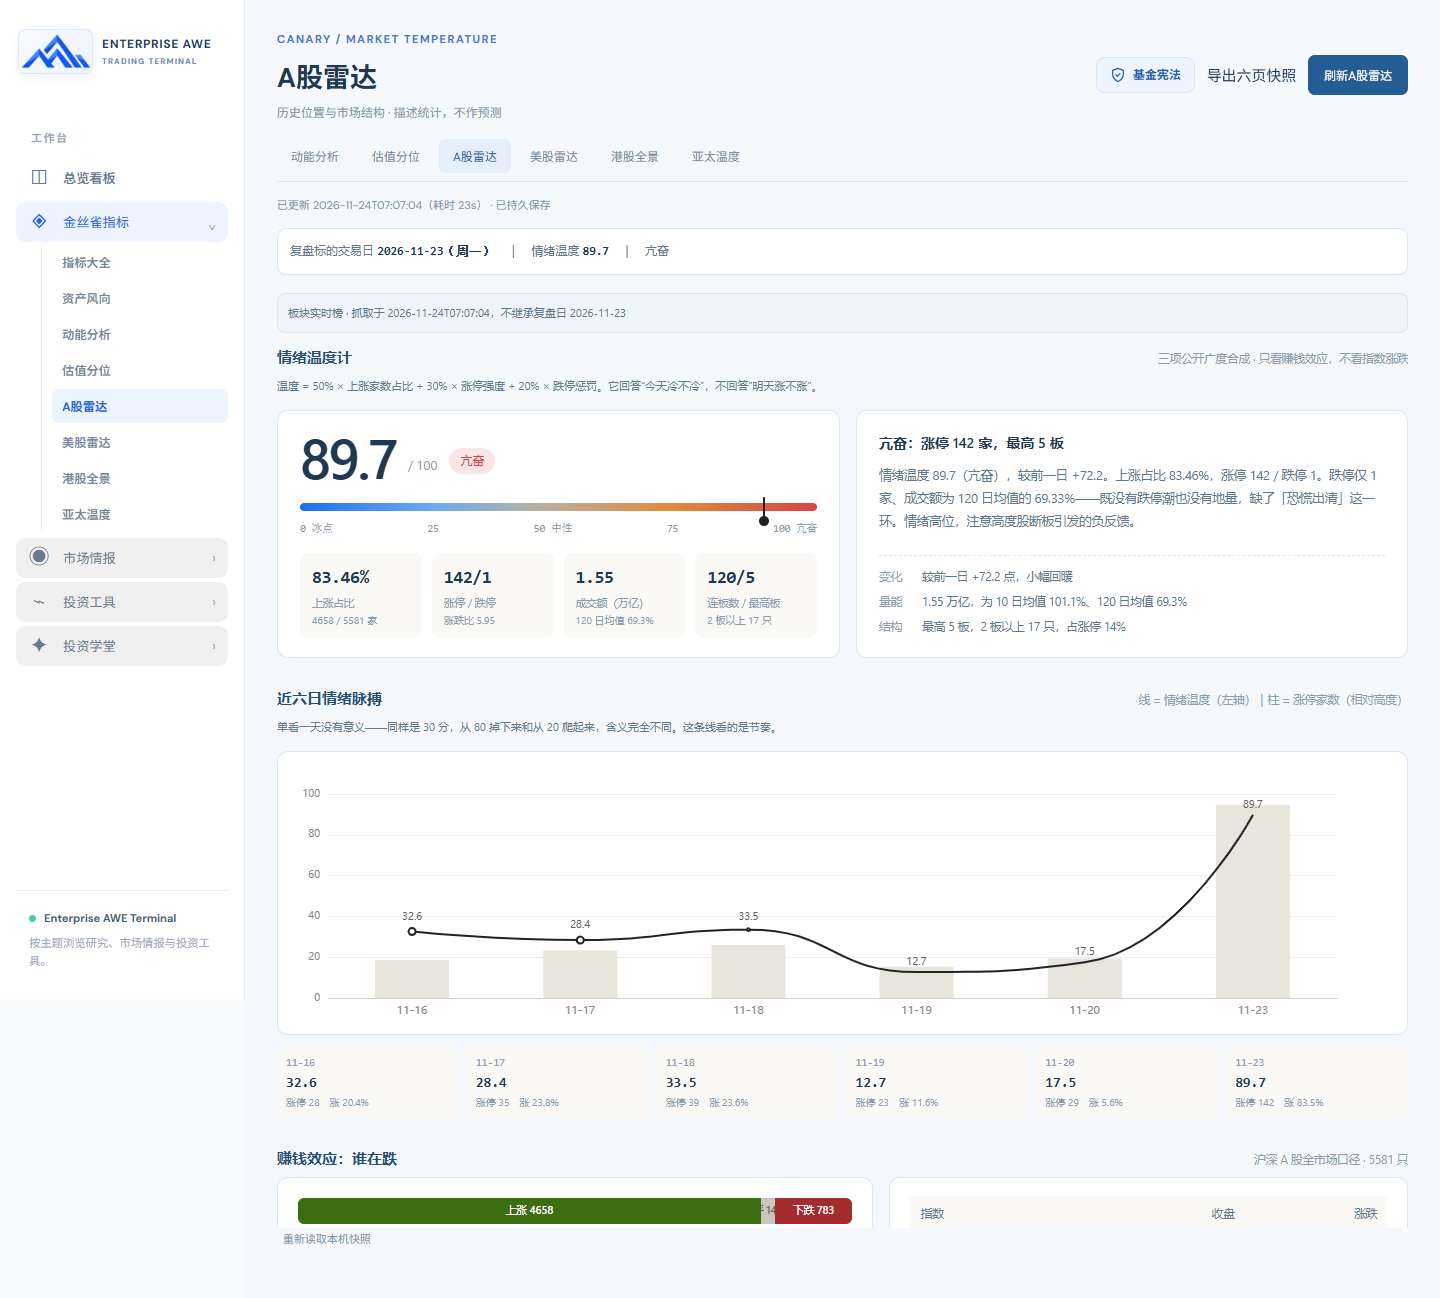 ENTERPRISE AWE
TRADING TERMINAL
工作台
总览看板
金丝雀指标
指标大全
资产风向
动能分析
估值分位
A股雷达
美股雷达
港股全景
亚太温度
市场情报
投资工具
投资学堂
Enterprise AWE Terminal
按主题浏览研究、市场情报与投资工
具。
CANARY / MARKET TEMPERATURE
A股雷达
历史位置与市场结构 · 描述统计，不作预测
基金宪法
导出六页快照
刷新A股雷达
动能分析 估值分位 A股雷达 美股雷达 港股全景 亚太温度
已更新 2026-11-24T07:07:04（耗时 23s） · 已持久保存
复盘标的交易日 2026-11-23（周一） | 情绪温度 89.7 | 亢奋
板块实时榜 · 抓取于 2026-11-24T07:07:04，不继承复盘日 2026-11-23
情绪温度计
三项公开广度合成 · 只看赚钱效应，不看指数涨跌
温度 = 50% × 上涨家数占比 + 30% × 涨停强度 + 20% × 跌停惩罚。它回答"今天冷不冷"，不回答"明天涨不涨"。
89.7 / 100 亢奋
0 冰点 25 50 中性 75 100 亢奋
83.46% 142/1 1.55 120/5
上涨占比 涨停 / 跌停 成交额（万亿） 连板数 / 最高板
4658 / 5581 家 涨跌比 5.95 120 日均值 69.3% 2 板以上 17 只
亢奋：涨停 142 家，最高 5 板
情绪温度 89.7（亢奋），较前一日 +72.2。上涨占比 83.46%，涨停 142 / 跌停 1。跌停仅 1
家、成交额为 120 日均值的 69.33%——既没有跌停潮也没有地量，缺了「恐慌出清」这一
环。情绪高位，注意高度股断板引发的负反馈。
变化 较前一日 +72.2 点，小幅回暖
量能 1.55 万亿，为 10 日均值 101.1%、120 日均值 69.3%
结构 最高 5 板，2 板以上 17 只，占涨停 14%
近六日情绪脉搏
线 = 情绪温度（左轴） | 柱 = 涨停家数（相对高度）
单看一天没有意义——同样是 30 分，从 80 掉下来和从 20 爬起来，含义完全不同。这条线看的是节奏。
100
80
60
40
20
0
32.6 28.4 33.5 12.7 17.5 89.7
11-16 11-17 11-18 11-19 11-20 11-23
11-16 11-17 11-18 11-19 11-20 11-23
32.6 28.4 33.5 12.7 17.5 89.7
涨停 28 涨 20.4% 涨停 35 涨 23.8% 涨停 39 涨 23.6% 涨停 23 涨 11.6% 涨停 29 涨 5.6% 涨停 142 涨 83.5%
赚钱效应：谁在跌
沪深 A 股全市场口径 · 5581 只
上涨 4658 下跌 783
指数 收盘 涨跌
重新读取本机快照